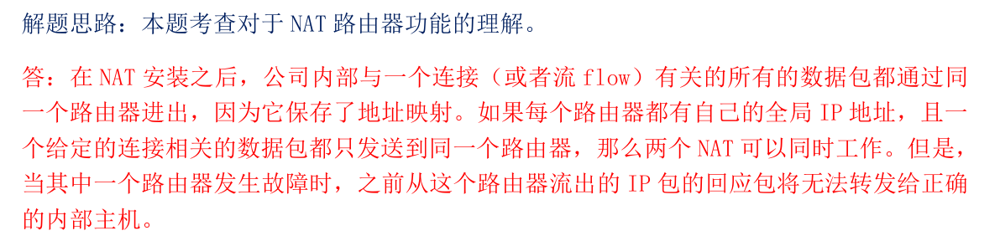 解题思路：本题考查对于 NAT 路由器功能的理解。
答：在 NAT 安装之后，公司内部与一个连接（或者流 flow）有关的所有的数据包都通过同
一个路由器进出，因为它保存了地址映射。如果每个路由器都有自己的全局 IP 地址，且一
个给定的连接相关的数据包都只发送到同一个路由器，那么两个 NAT 可以同时工作。但是，
当其中一个路由器发生故障时，之前从这个路由器流出的 IP 包的回应包将无法转发给正确
的内部主机。